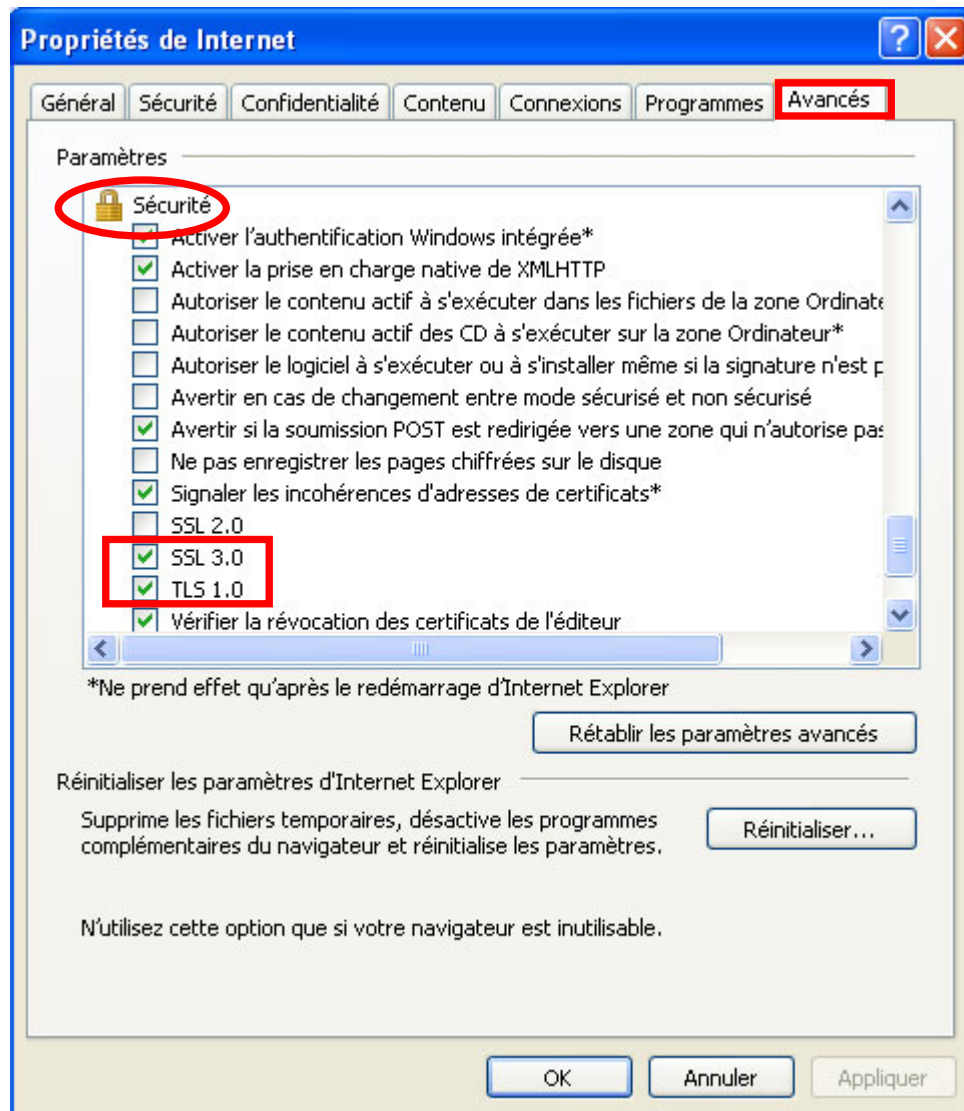 Propriétés de Internet
Général Sécurité Confidentialité Contenu Connexions Programmes Avancés
Paramètres
Sécurité
Activer l'authentification Windows intégrée*
Activer la prise en charge native de XMLHTTP
Autoriser le contenu actif à s'exécuter dans les fichiers de la zone Ordinate
Autoriser le contenu actif des CD à s'exécuter sur la zone Ordinateur*
Autoriser le logiciel à s'exécuter ou à s'installer même si la signature n'est p
Avertir en cas de changement entre mode sécurisé et non sécurisé
Avertir si la soumission POST est redirigée vers une zone qui n'autorise pas
Ne pas enregistrer les pages chiffrées sur le disque
Signaler les incohérences d'adresses de certificats*
SSL 2.0
SSL 3.0
TLS 1.0
Vérifier la révocation des certificats de l'éditeur
*Ne prend effet qu'après le redémarrage d'Internet Explorer
Rétablir les paramètres avancés
Réinitialiser les paramètres d'Internet Explorer
Supprime les fichiers temporaires, désactive les programmes
complémentaires du navigateur et réinitialise les paramètres.
Réinitialiser...
N'utilisez cette option que si votre navigateur est inutilisable.
OK Annuler Appliquer